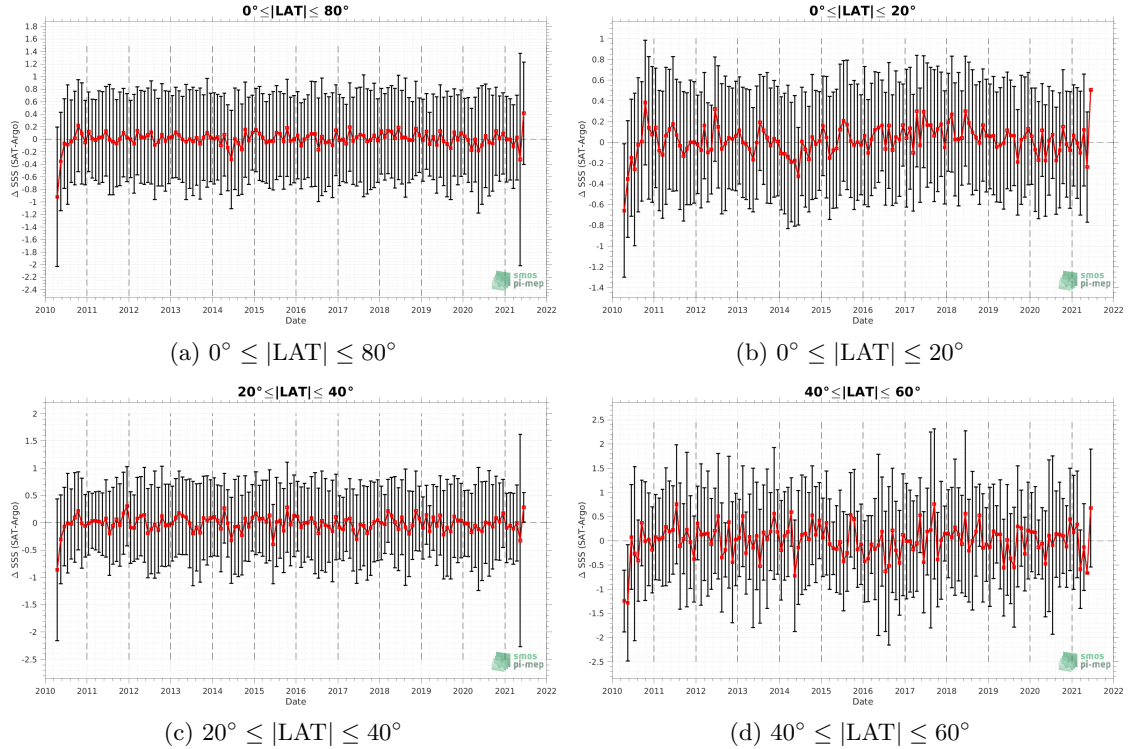 0°≤|LAT|≤ 80°
Δ SSS (SAT-Argo)
1.8
1.6
1.4
1.2
1
0.8
0.6
0.4
0.2
0
-0.2
-0.4
-0.6
-0.8
-1
-1.2
-1.4
-1.6
-1.8
-2
-2.2
-2.4
2010 2011 2012 2013 2014 2015 2016 2017 2018 2019 2020 2021 2022
Date
smos
pi-mep
(a) 0° ≤ |LAT| ≤ 80°
0°≤|LAT|≤ 20°
Δ SSS (SAT-Argo)
1
0.8
0.6
0.4
0.2
0
-0.2
-0.4
-0.6
-0.8
-1
-1.2
-1.4
2010 2011 2012 2013 2014 2015 2016 2017 2018 2019 2020 2021 2022
Date
smos
pi-mep
(b) 0° ≤ |LAT| ≤ 20°
20°≤|LAT|≤ 40°
Δ SSS (SAT-Argo)
2
1.5
1
0.5
0
-0.5
-1
-1.5
-2
-2.5
2010 2011 2012 2013 2014 2015 2016 2017 2018 2019 2020 2021 2022
Date
smos
pi-mep
(c) 20° ≤ |LAT| ≤ 40°
40°≤|LAT|≤ 60°
Δ SSS (SAT-Argo)
2.5
2
1.5
1
0.5
0
-0.5
-1
-1.5
-2
-2.5
2010 2011 2012 2013 2014 2015 2016 2017 2018 2019 2020 2021 2022
Date
smos
pi-mep
(d) 40° ≤ |LAT| ≤ 60°